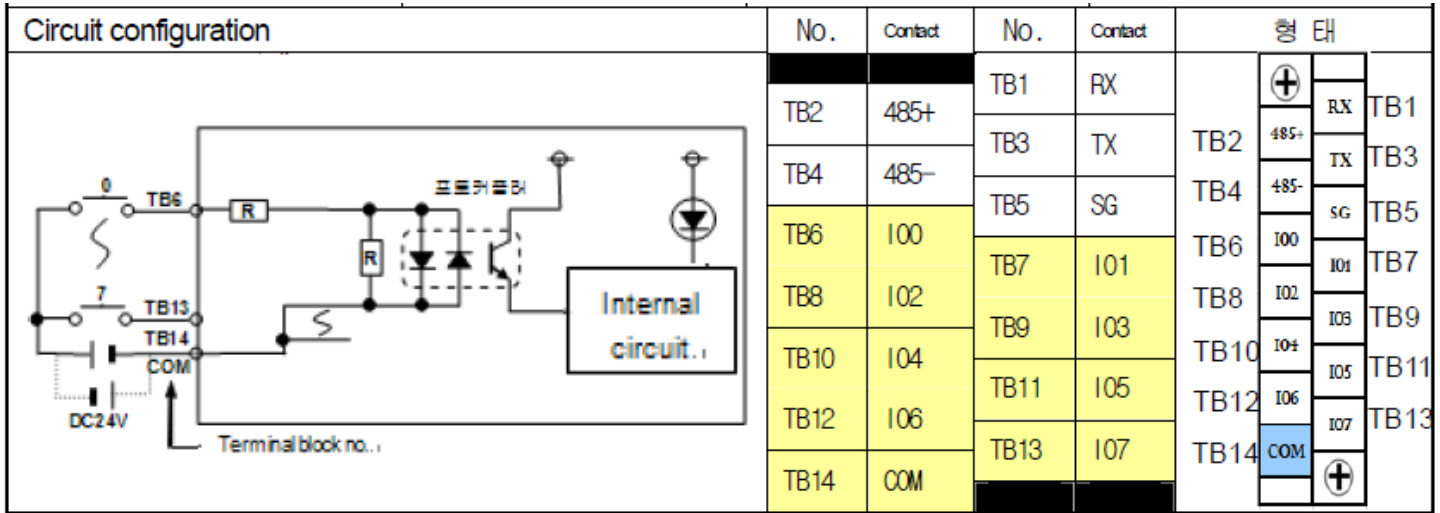 Circuit configuration
No. Contact No. Contact 형 태
TB2 485+
TB4 485-
TB6 I00
TB8 I02
TB10 I04
TB12 I06
TB14 COM
TB1 RX
TB3 TX
TB5 SG
TB7 I01
TB9 I03
TB11 I05
TB13 I07
0
TB6
R
R
포토커플러
7
TB13
TB14
COM
DC24V
Terminal block no..
Internal
circuit..
TB2 485+
TB4 485-
TB6 I00
TB8 I02
TB10 I04
TB12 I06
TB14 COM
RX TB1
TX TB3
SG TB5
I01 TB7
I03 TB9
I05 TB11
I07 TB13